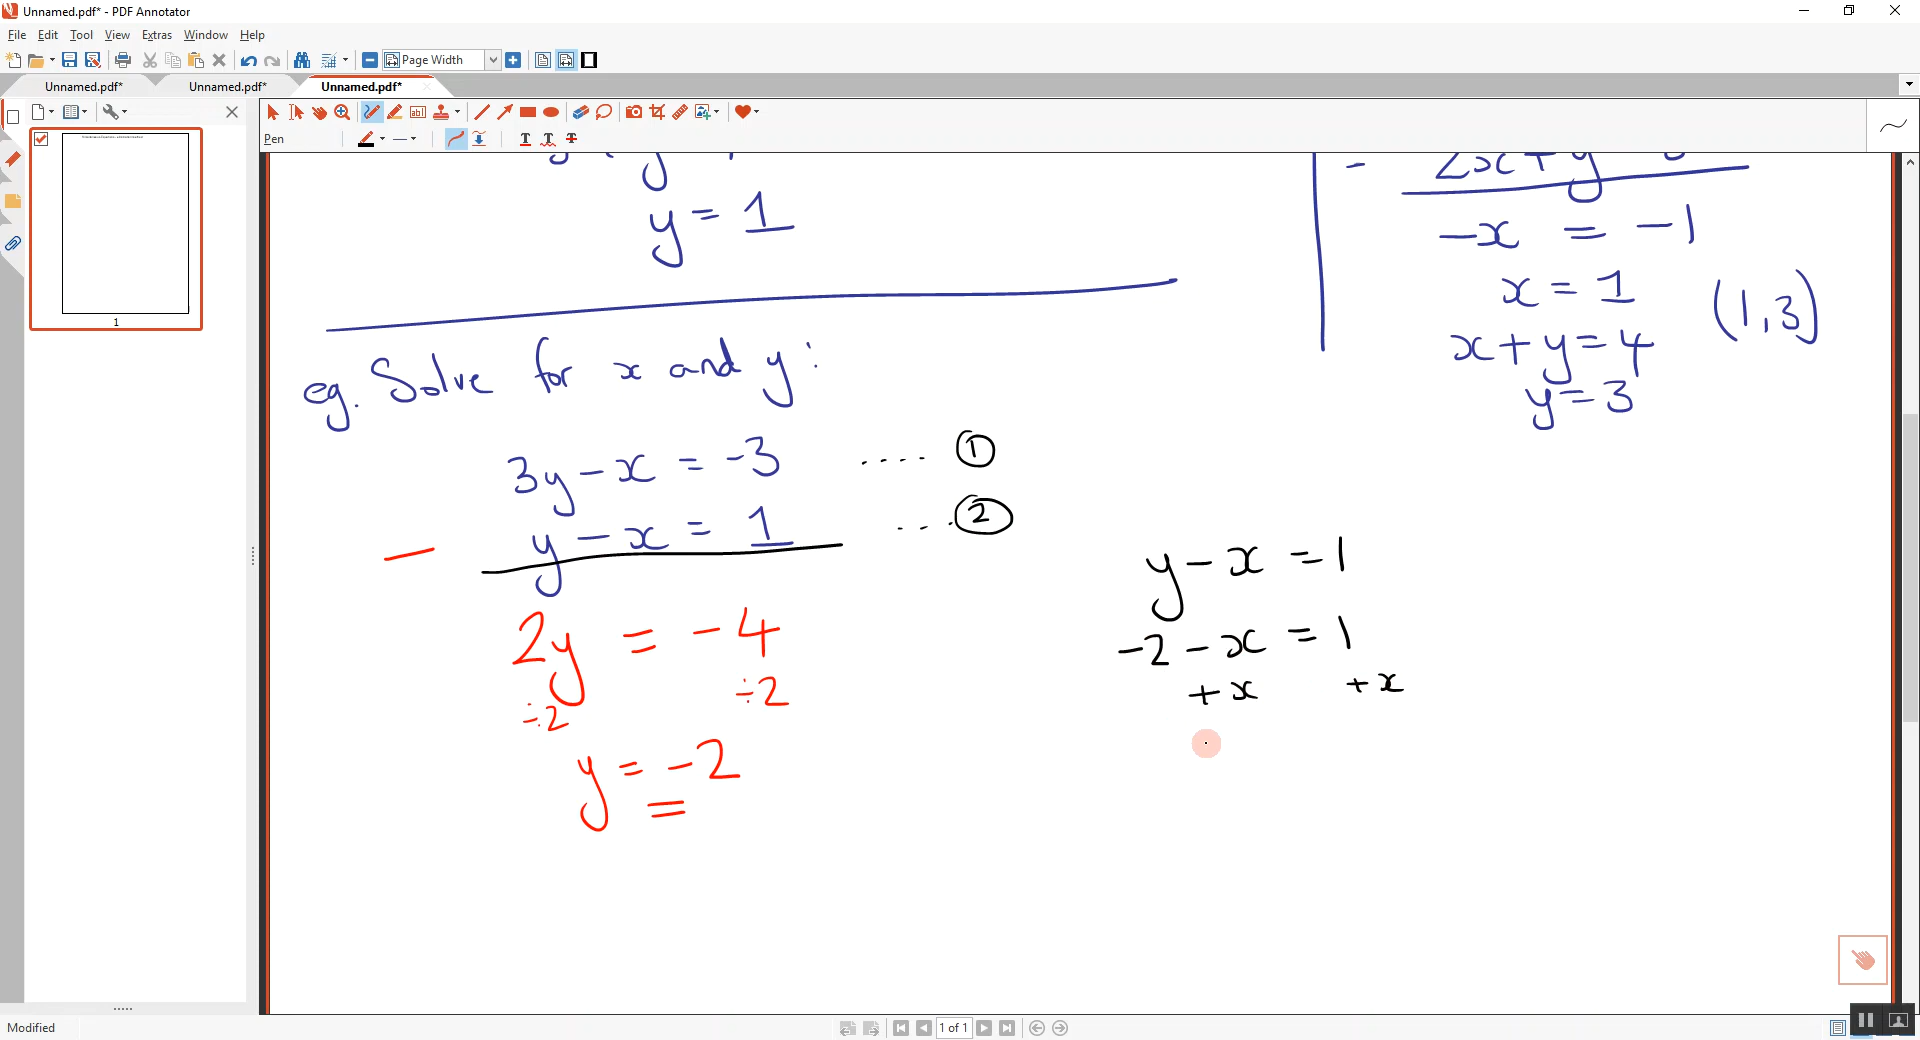 Unnamed.pdf* - PDF Annotator
File Edit Tool View Extras Window Help
Page Width
Unnamed.pdf* Unnamed.pdf* Unnamed.pdf*
Pen
1
y = 1
2x + y
-x = -1
x = 1
(1,3)
x + y = 4
y = 3
eg. Solve for x and y:
3y - x = -3 .... ①
y - x = 1 ... ②
−
2y = -4
÷2 ÷2
y = -2
y - x = 1
-2 - x = 1
+x +x
Modified
1 of 1